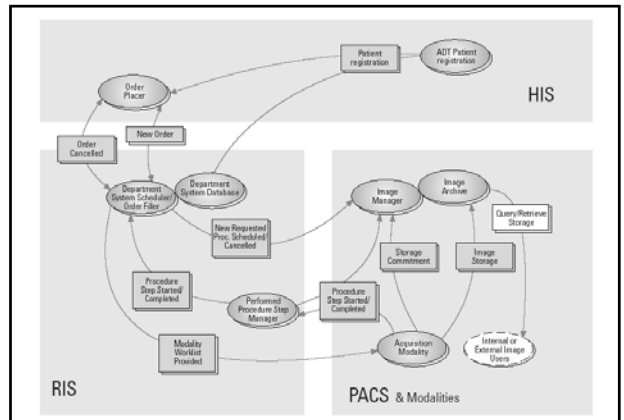 Patient
registration
ADT Patient
registration
HIS
Order
Placer
New Order
Order
Cancelled
Department
System Scheduler/
Order Filler
Department
System Database
Image
Manager
Image
Archive
Query/Retrieve
Storage
New Requested
Proc. Scheduled/
Cancelled
Storage
Commitment
Image
Storage
Procedure
Step Started/
Completed
Performed
Procedure Step
Manager
Procedure
Step Started/
Completed
Modality
Worklist
Provided
Acquisition
Modality
Internal or
External Image
Users
RIS
PACS & Modalities